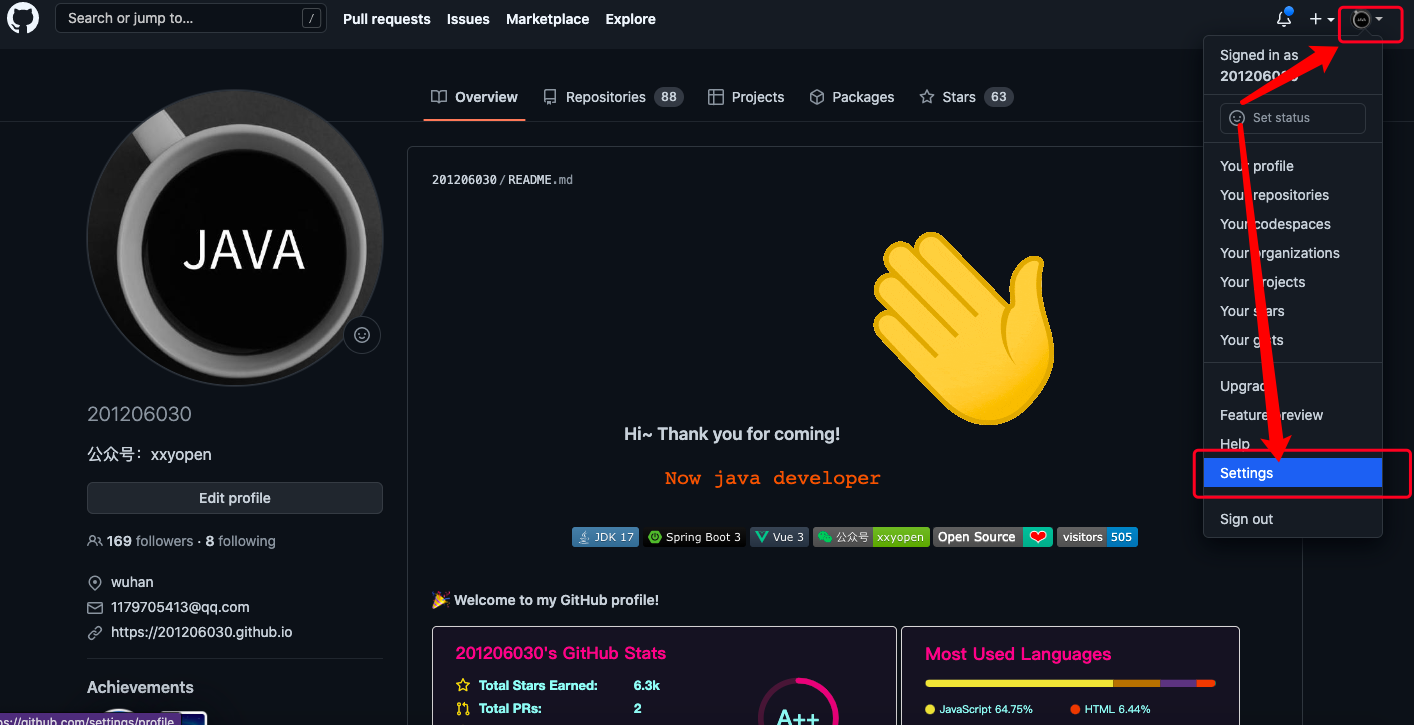 Search or jump to... /
Pull requests Issues Marketplace Explore
Signed in as
201206030
Set status
Your profile
Your repositories
Your codespaces
Your organizations
Your projects
Your stars
Your gists
Upgrade
Feature preview
Help
Settings
Sign out
Overview Repositories 88 Projects Packages Stars 63
JAVA
201206030
公众号：xxyopen
Edit profile
169 followers · 8 following
wuhan
1179705413@qq.com
https://201206030.github.io
Achievements
201206030/README.md
Hi~ Thank you for coming!
Now java developer
JDK 17 Spring Boot 3 Vue 3 公众号 xxyopen Open Source visitors 505
Welcome to my GitHub profile!
201206030's GitHub Stats
Total Stars Earned: 6.3k
Total PRs: 2
A++
Most Used Languages
JavaScript 64.75% HTML 6.44%
ps://github.com/settings/profile